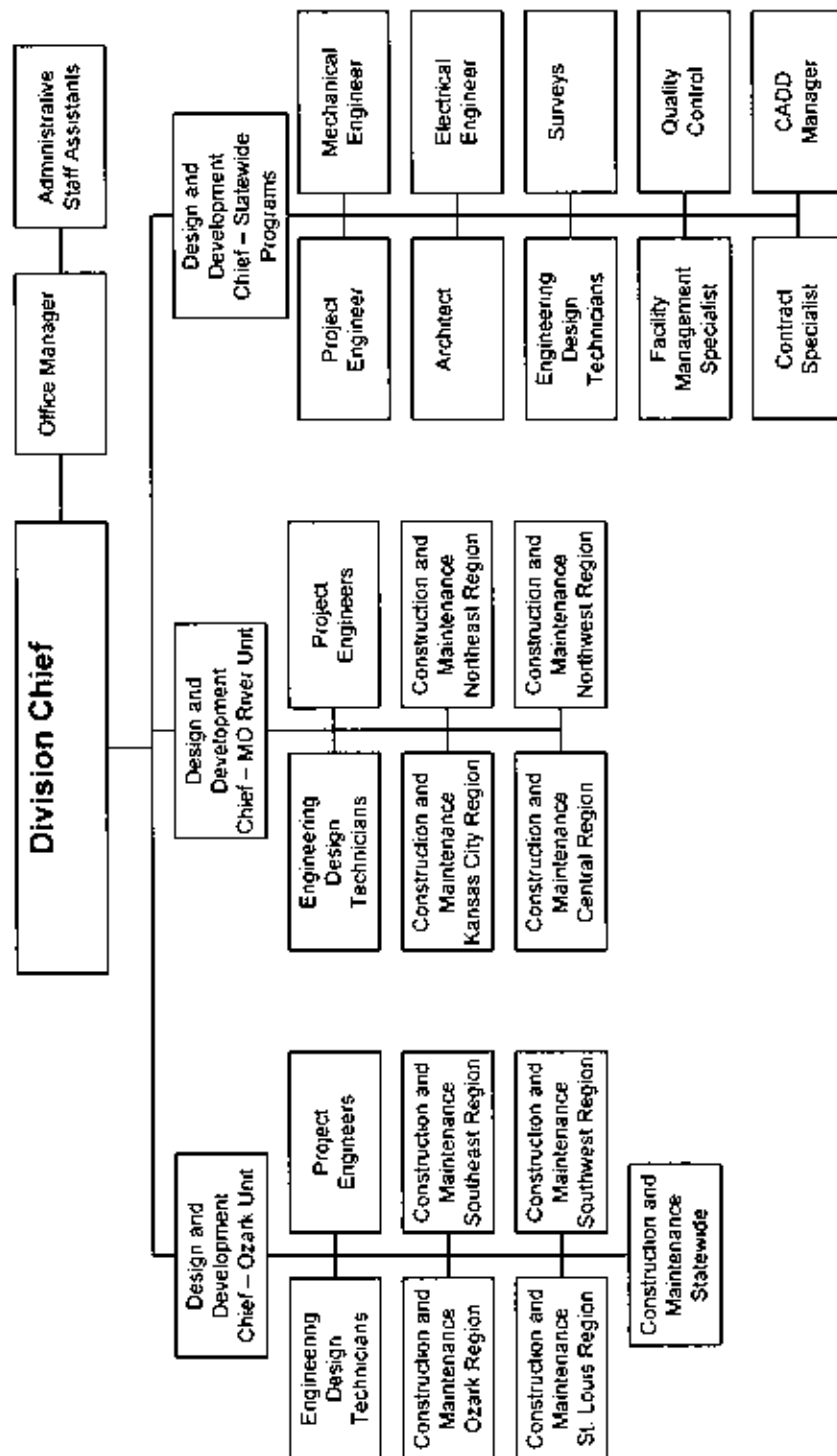 Division Chief
Office Manager
Administrative
Staff Assistants
Design and
Development
Chief – Ozark Unit
Engineering
Design
Technicians
Project
Engineers
Construction and
Maintenance
Ozark Region
Construction and
Maintenance
Southeast Region
Construction and
Maintenance
St. Louis Region
Construction and
Maintenance
Southwest Region
Construction and
Maintenance
Statewide
Design and
Development
Chief – MO River Unit
Engineering
Design
Technicians
Project
Engineers
Construction and
Maintenance
Kansas City Region
Construction and
Maintenance
Northeast Region
Construction and
Maintenance
Central Region
Construction and
Maintenance
Northwest Region
Design and
Development
Chief – Statewide
Programs
Project
Engineer
Mechanical
Engineer
Architect
Electrical
Engineer
Engineering
Design
Technicians
Surveys
Facility
Management
Specialist
Quality
Control
Contract
Specialist
CADD
Manager